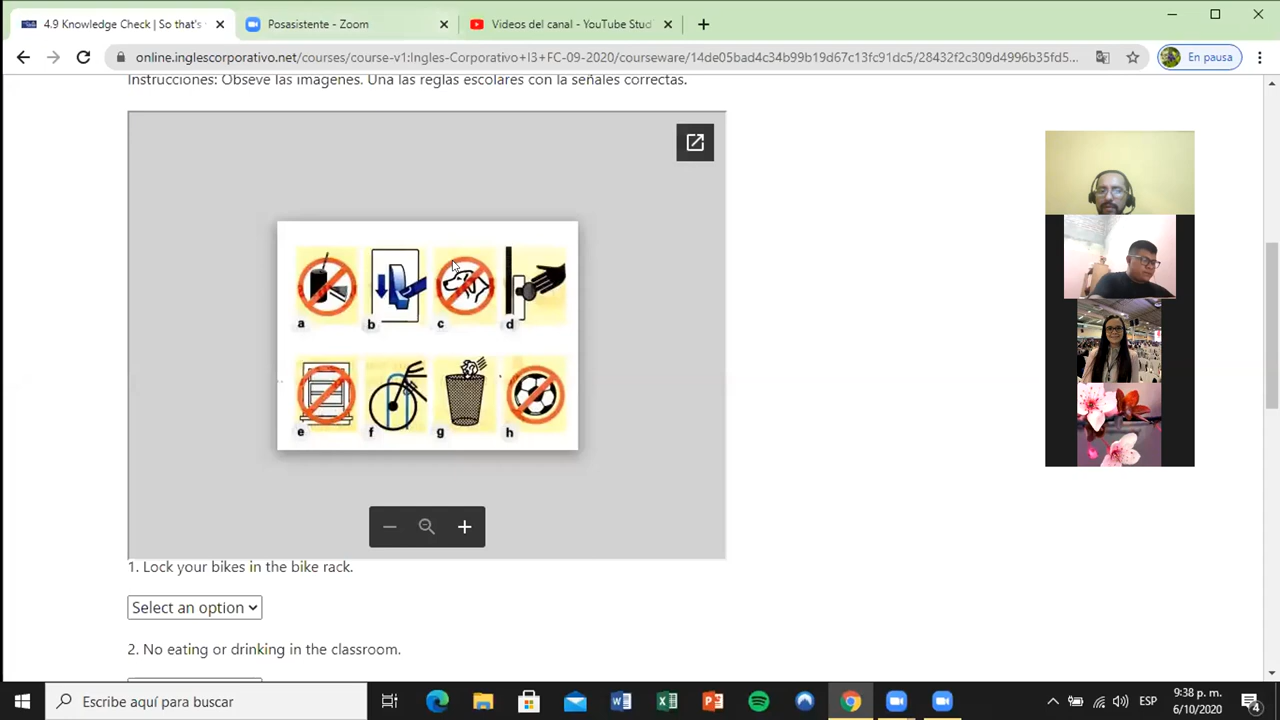 4.9 Knowledge Check | So that's
Posasistente - Zoom
Videos del canal - YouTube Stud
online.inglescorporativo.net/courses/course-v1:Ingles-Corporativo+I3+FC-09-2020/courseware/14de05bad4c34b99b19d67c13fc91dc5/28432f2c309d4996b35fd5...
En pausa
Instrucciones: Obseve las imagenes. Una las reglas escolares con la señales correctas.
a b c d
e f g h
1. Lock your bikes in the bike rack.
Select an option
2. No eating or drinking in the classroom.
Escribe aquí para buscar
ESP
9:38 p. m.
6/10/2020
4